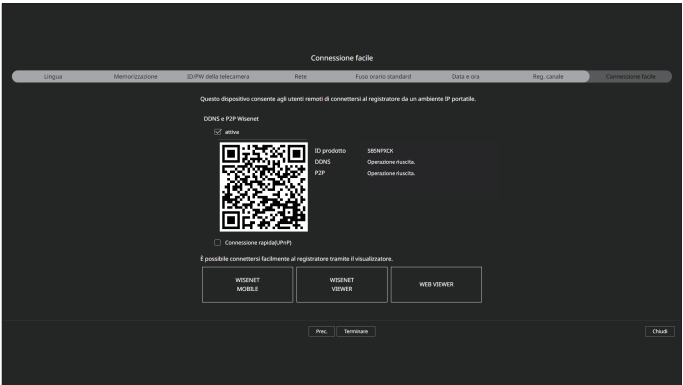 Connessione facile
Lingua Memorizzazione ID/PW della telecamera Rete Fuso orario standard Data e ora Reg. canale Connessione facile
Questo dispositivo consente agli utenti remoti di connettersi al registratore da un ambiente IP portatile.
DDNS e P2P Wisenet
attiva
ID prodotto SB5NPXCK
DDNS Operazione riuscita.
P2P Operazione riuscita.
Connessione rapida(UPnP)
È possibile connettersi facilmente al registratore tramite il visualizzatore.
WISENET MOBILE
WISENET VIEWER
WEB VIEWER
Prec. Terminare Chiudi